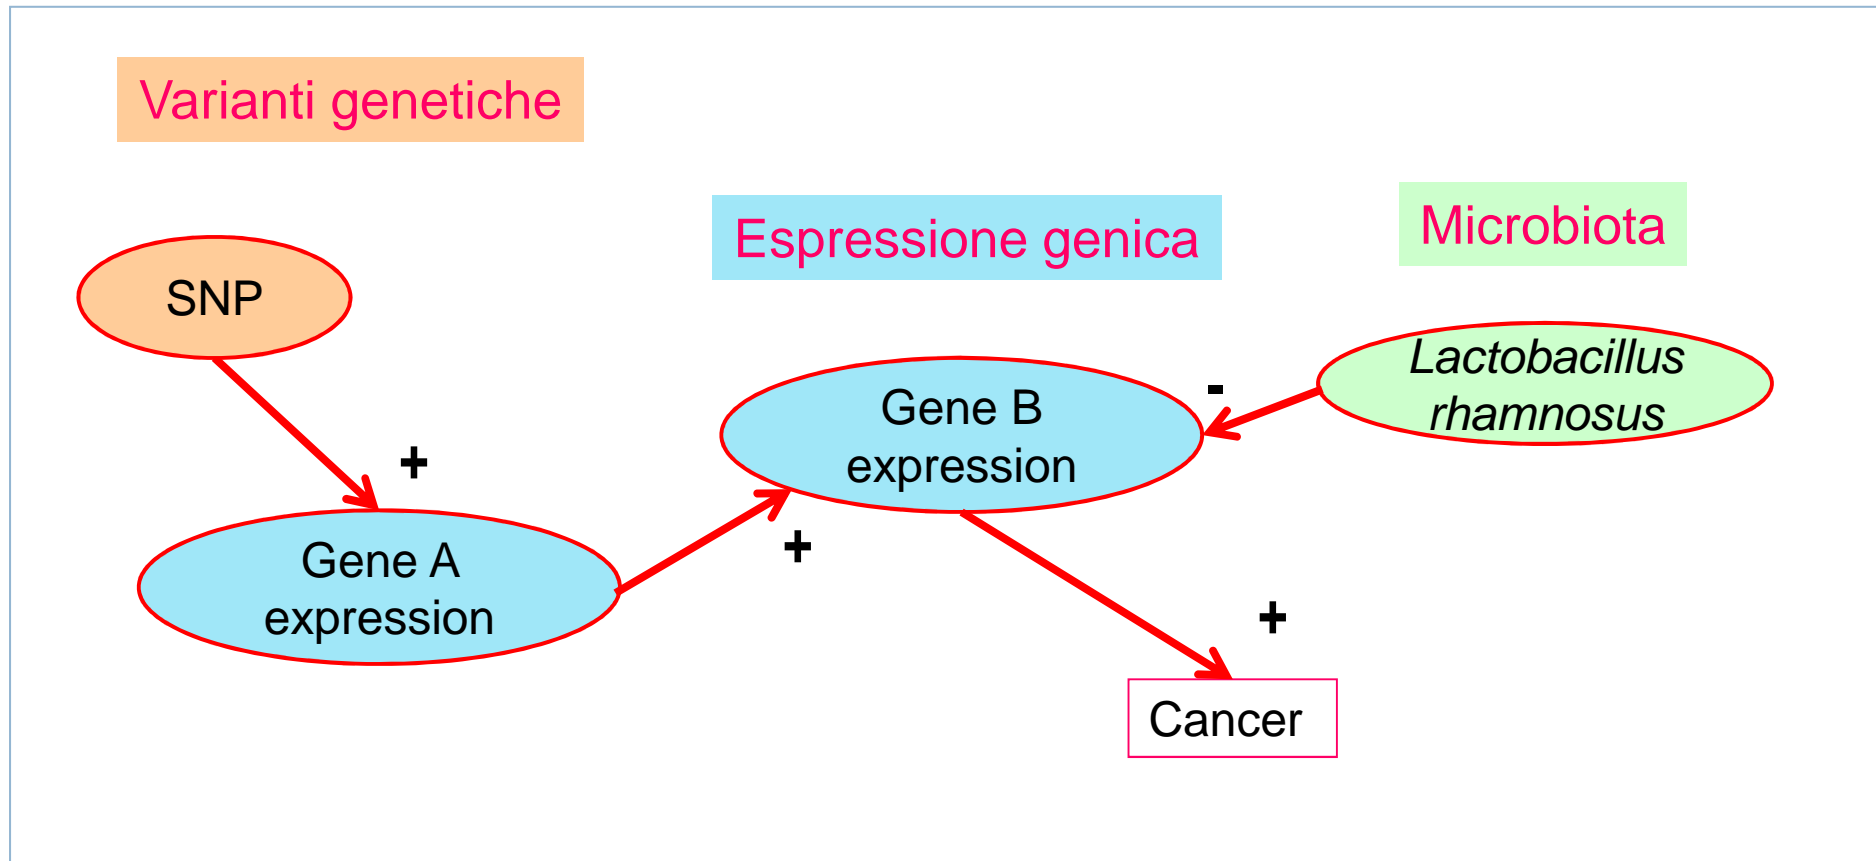 Varianti genetiche
Espressione genica
Microbiota
SNP
Lactobacillus
rhamnosus
-
Gene B
expression
+
+
Gene A
expression
+
Cancer